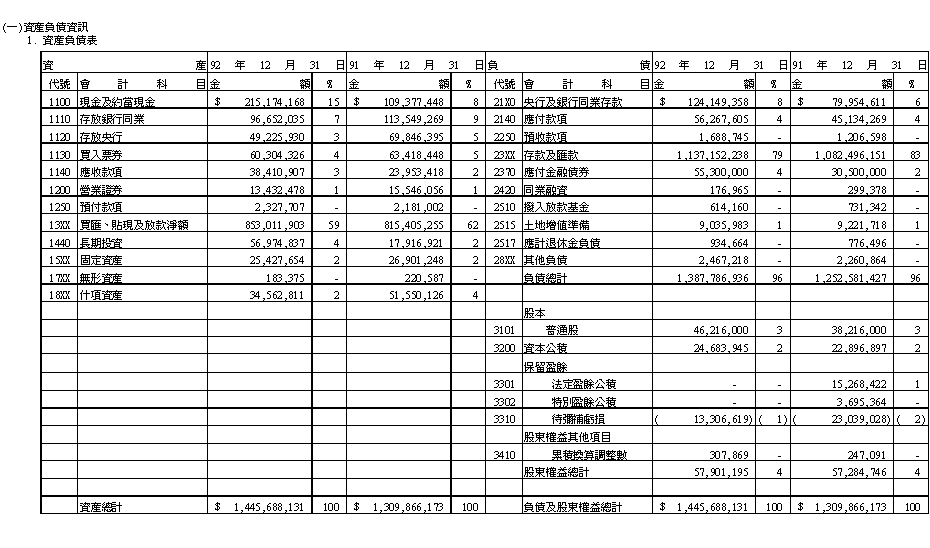 (一)資產負債資訊
1. 資產負債表
資 產 92 年 12 月 31 日 91 年 12 月 31 日 負 債 92 年 12 月 31 日 91 年 12 月 31 日
代號 會 計 科 目 金 額 % 金 額 % 代號 會 計 科 目 金 額 % 金 額 %
1100 現金及約當現金 $ 215,174,168 15 $ 109,377,448 8 21X0 央行及銀行同業存款 $ 124,149,358 8 $ 79,954,611 6
1110 存放銀行同業 96,652,035 7 113,549,269 9 2140 應付款項 56,267,605 4 45,134,269 4
1120 存放央行 49,225,930 3 69,846,395 5 2250 預收款項 1,688,745 - 1,206,598 -
1130 買入票券 60,304,326 4 63,418,448 5 23XX 存款及匯款 1,137,152,238 79 1,082,496,151 83
1140 應收款項 38,410,907 3 23,953,418 2 2370 應付金融債券 55,300,000 4 30,500,000 2
1200 營業證券 13,432,478 1 15,546,056 1 2420 同業融資 176,965 - 299,378 -
1250 預付款項 2,327,707 - 2,181,002 - 2510 撥入放款基金 614,160 - 731,342 -
13XX 買匯、貼現及放款淨額 853,011,903 59 815,405,255 62 2515 土地增值準備 9,035,983 1 9,221,718 1
1440 長期投資 56,974,837 4 17,916,921 2 2517 應計退休金負債 934,664 - 776,496 -
15XX 固定資產 25,427,654 2 26,901,248 2 28XX 其他負債 2,467,218 - 2,260,864 -
17XX 無形資產 183,375 - 220,587 - 負債總計 1,387,786,936 96 1,252,581,427 96
18XX 什項資產 34,562,811 2 51,550,126 4
股本
3101 普通股 46,216,000 3 38,216,000 3
3200 資本公積 24,683,945 2 22,896,897 2
保留盈餘
3301 法定盈餘公積 - - 15,268,422 1
3302 特別盈餘公積 - - 3,695,364 -
3310 待彌補虧損 ( 13,306,619) ( 1) ( 23,039,028) ( 2)
股東權益其他項目
3410 累積換算調整數 307,869 - 247,091 -
股東權益總計 57,901,195 4 57,284,746 4
資產總計 $ 1,445,688,131 100 $ 1,309,866,173 100 負債及股東權益總計 $ 1,445,688,131 100 $ 1,309,866,173 100